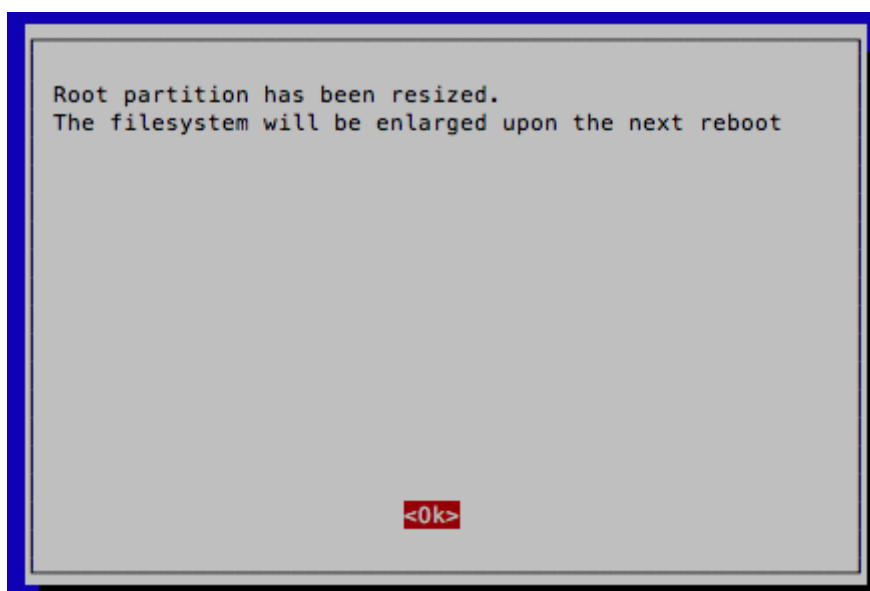 Root partition has been resized.
The filesystem will be enlarged upon the next reboot
<Ok>